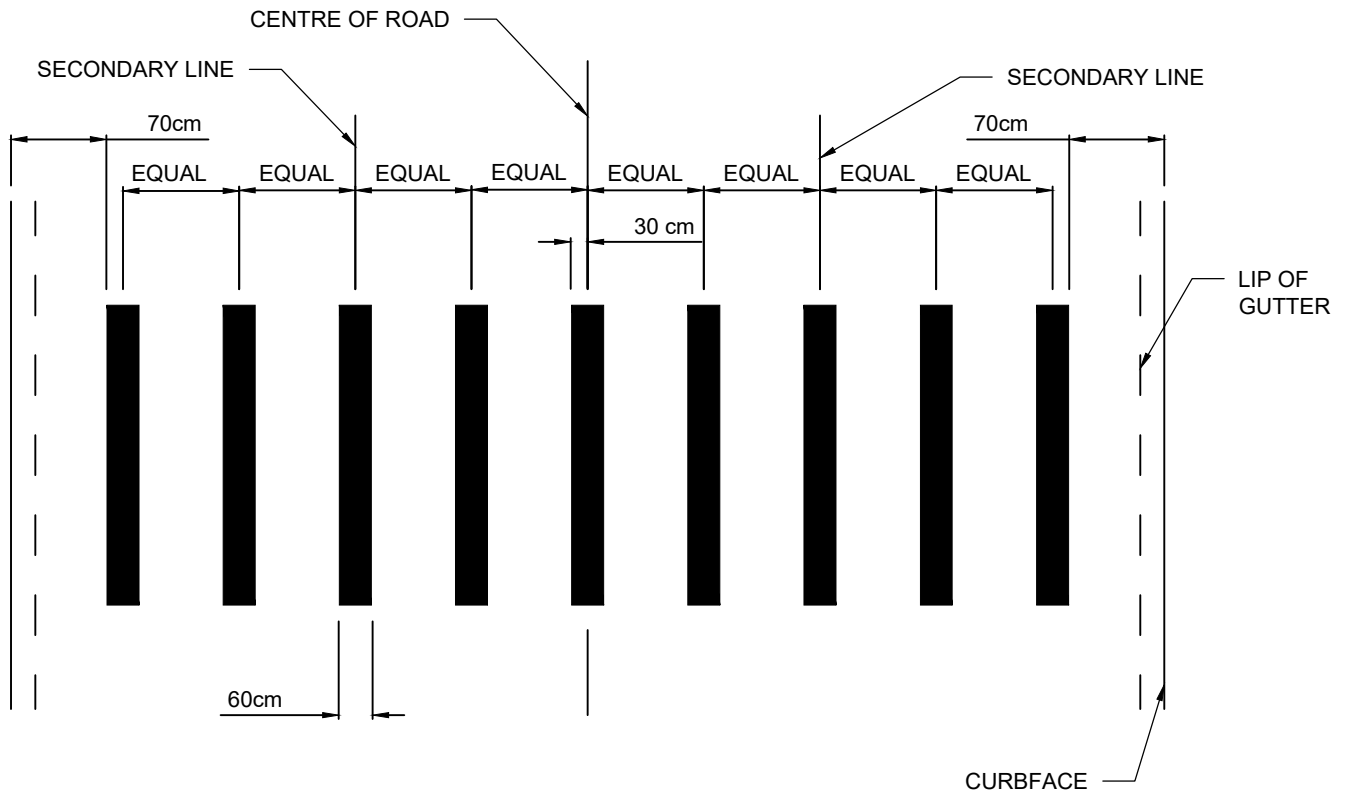 CENTRE OF ROAD
SECONDARY LINE
SECONDARY LINE
70cm
70cm
EQUAL EQUAL EQUAL EQUAL EQUAL EQUAL EQUAL EQUAL
30 cm
LIP OF
GUTTER
60cm
CURBFACE